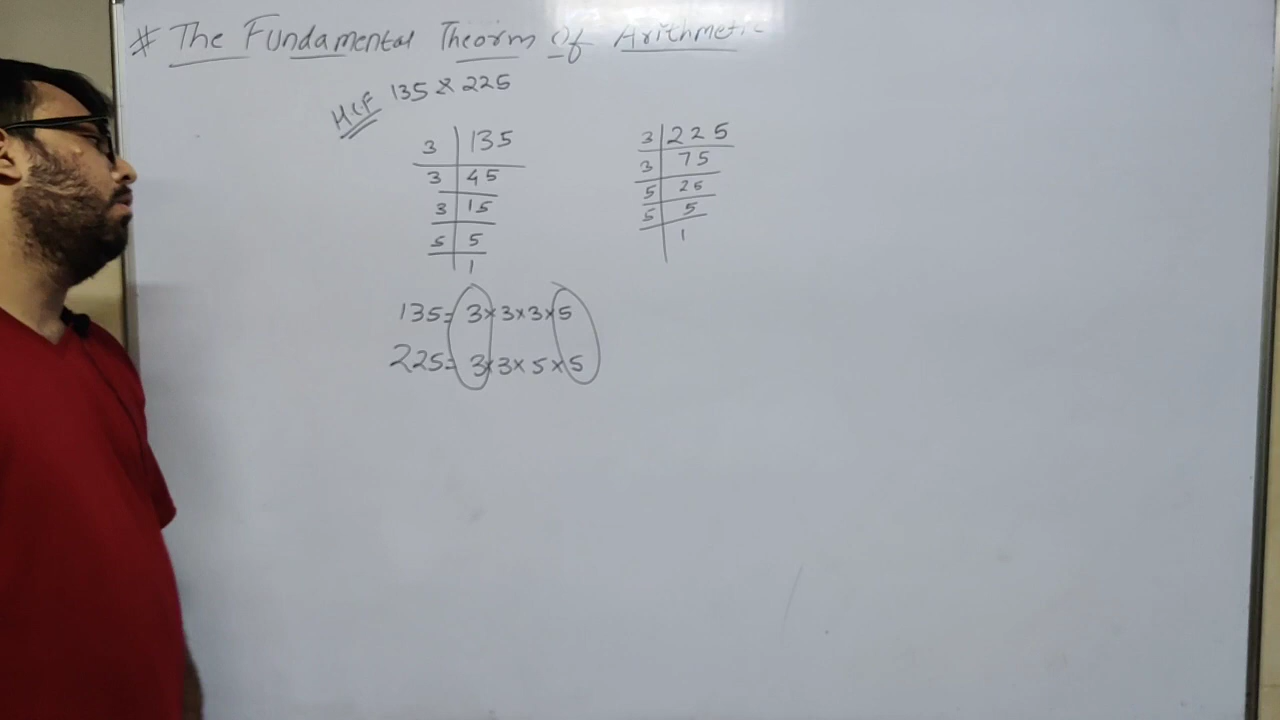 # The Fundamental Theorm Of Arithmetic
HCF 135 & 225
3 | 135
3 | 45
3 | 15
5 | 5
1
3 | 225
3 | 75
5 | 25
5 | 5
1
135= 3×3×3×5
225= 3×3×5×5